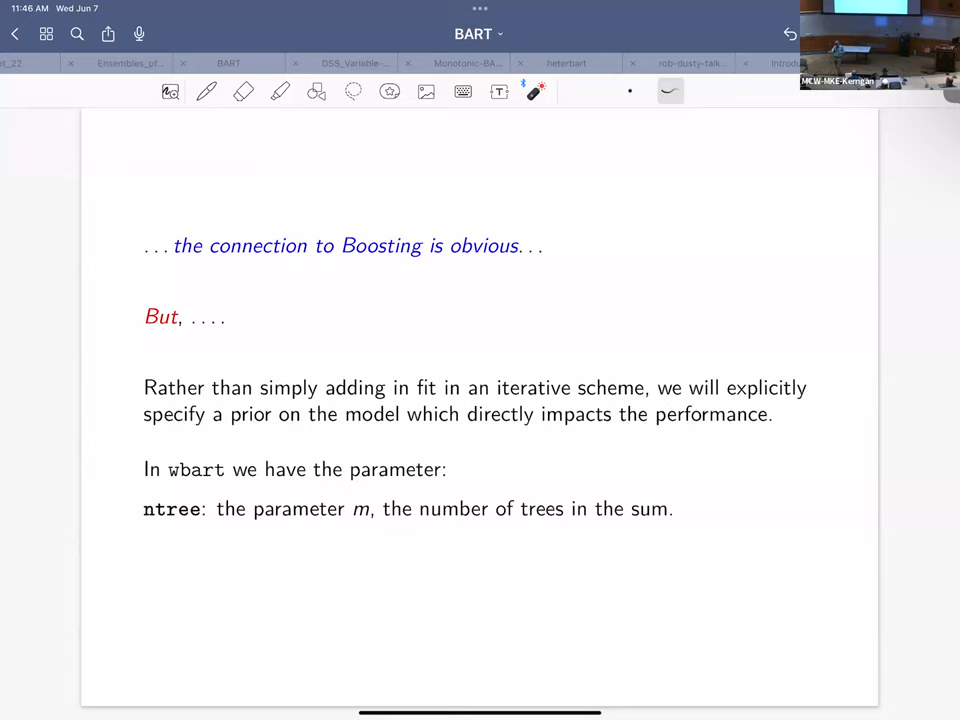 11:46 AM Wed Jun 7
BART
al_22
Ensembles_of...
BART
DSS_Variable-...
Monotonic-BA...
heterbart
rob-dusty-talk...
Introdu
MCW-MKE-Kerrigan
T
. . . the connection to Boosting is obvious. . .
But, . . . .
Rather than simply adding in fit in an iterative scheme, we will explicitly
specify a prior on the model which directly impacts the performance.
In wbart we have the parameter:
ntree: the parameter m, the number of trees in the sum.